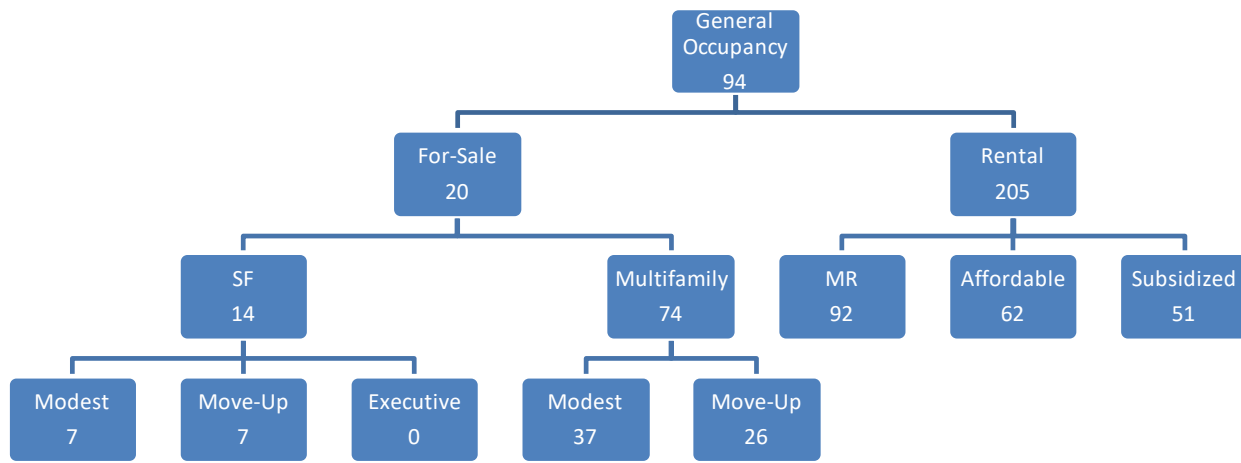 General
Occupancy
94
For-Sale
20
Rental
205
SF
14
Multifamily
74
MR
92
Affordable
62
Subsidized
51
Modest
7
Move-Up
7
Executive
0
Modest
37
Move-Up
26